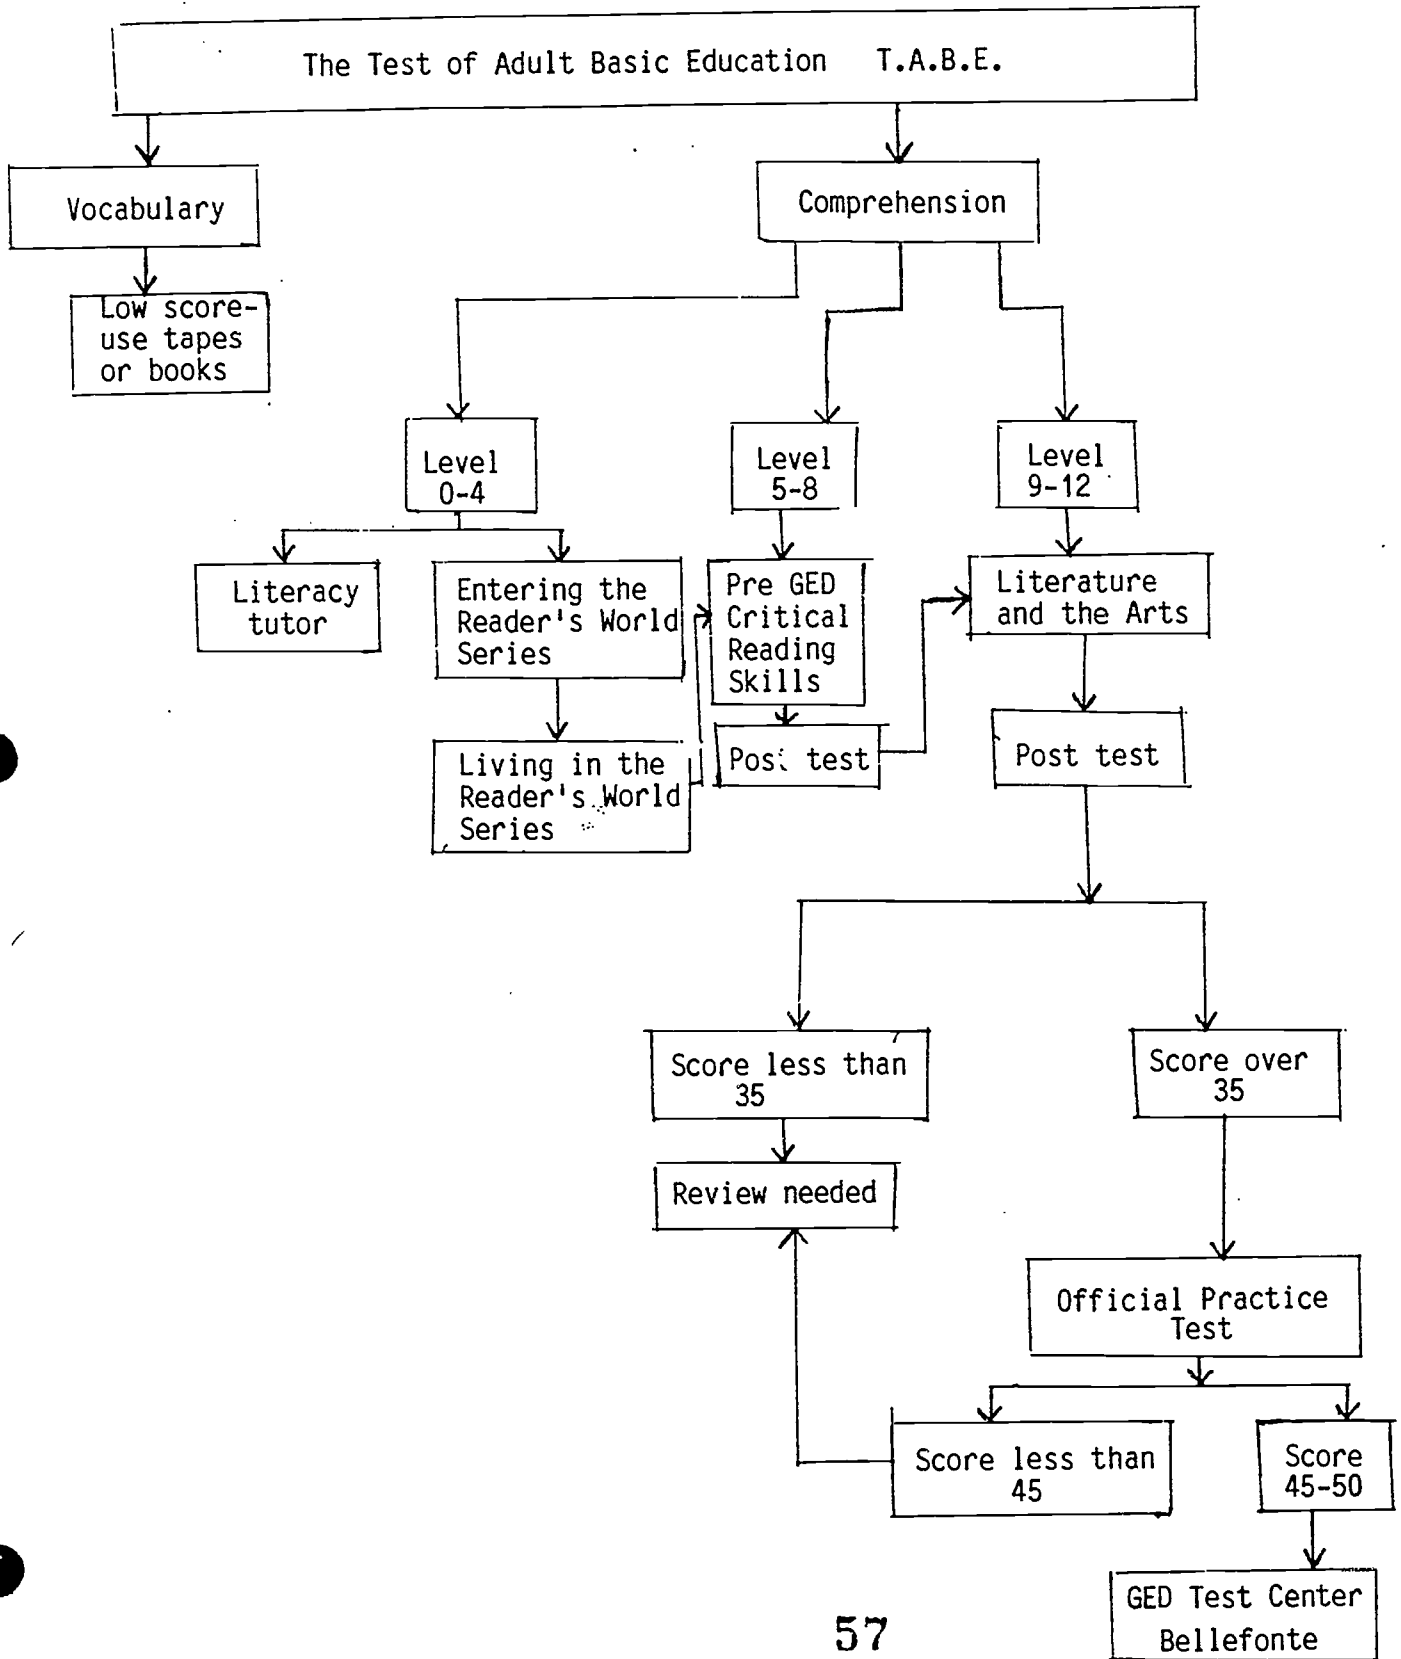 The Test of Adult Basic Education T.A.B.E.
Vocabulary
Comprehension
Low score-
use tapes
or books
Level
0-4
Level
5-8
Level
9-12
Literacy
tutor
Entering the
Reader's World
Series
Pre GED
Critical
Reading
Skills
Literature
and the Arts
Living in the
Reader's World
Series
Post test
Post test
Score less than
35
Score over
35
Review needed
Official Practice
Test
Score less than
45
Score
45-50
GED Test Center
Bellefonte
57